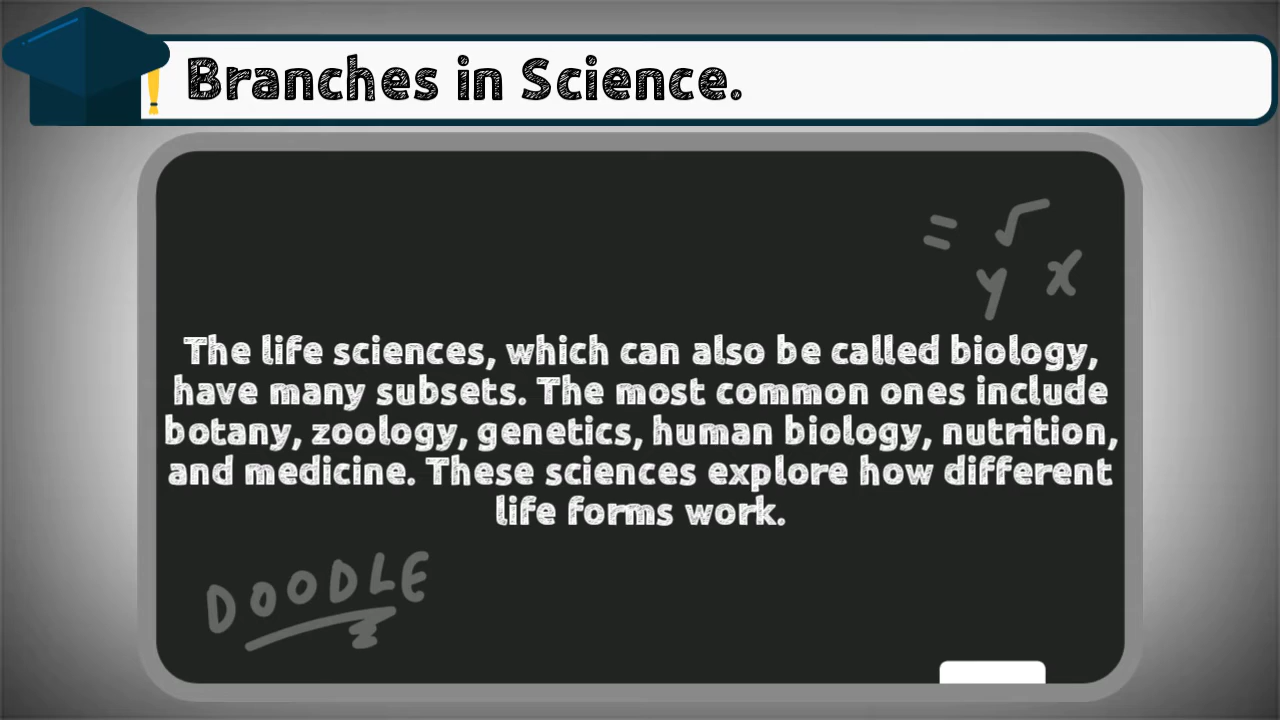 Branches in Science.
= √
y x
The life sciences, which can also be called biology,
have many subsets. The most common ones include
botany, zoology, genetics, human biology, nutrition,
and medicine. These sciences explore how different
life forms work.
DOODLE